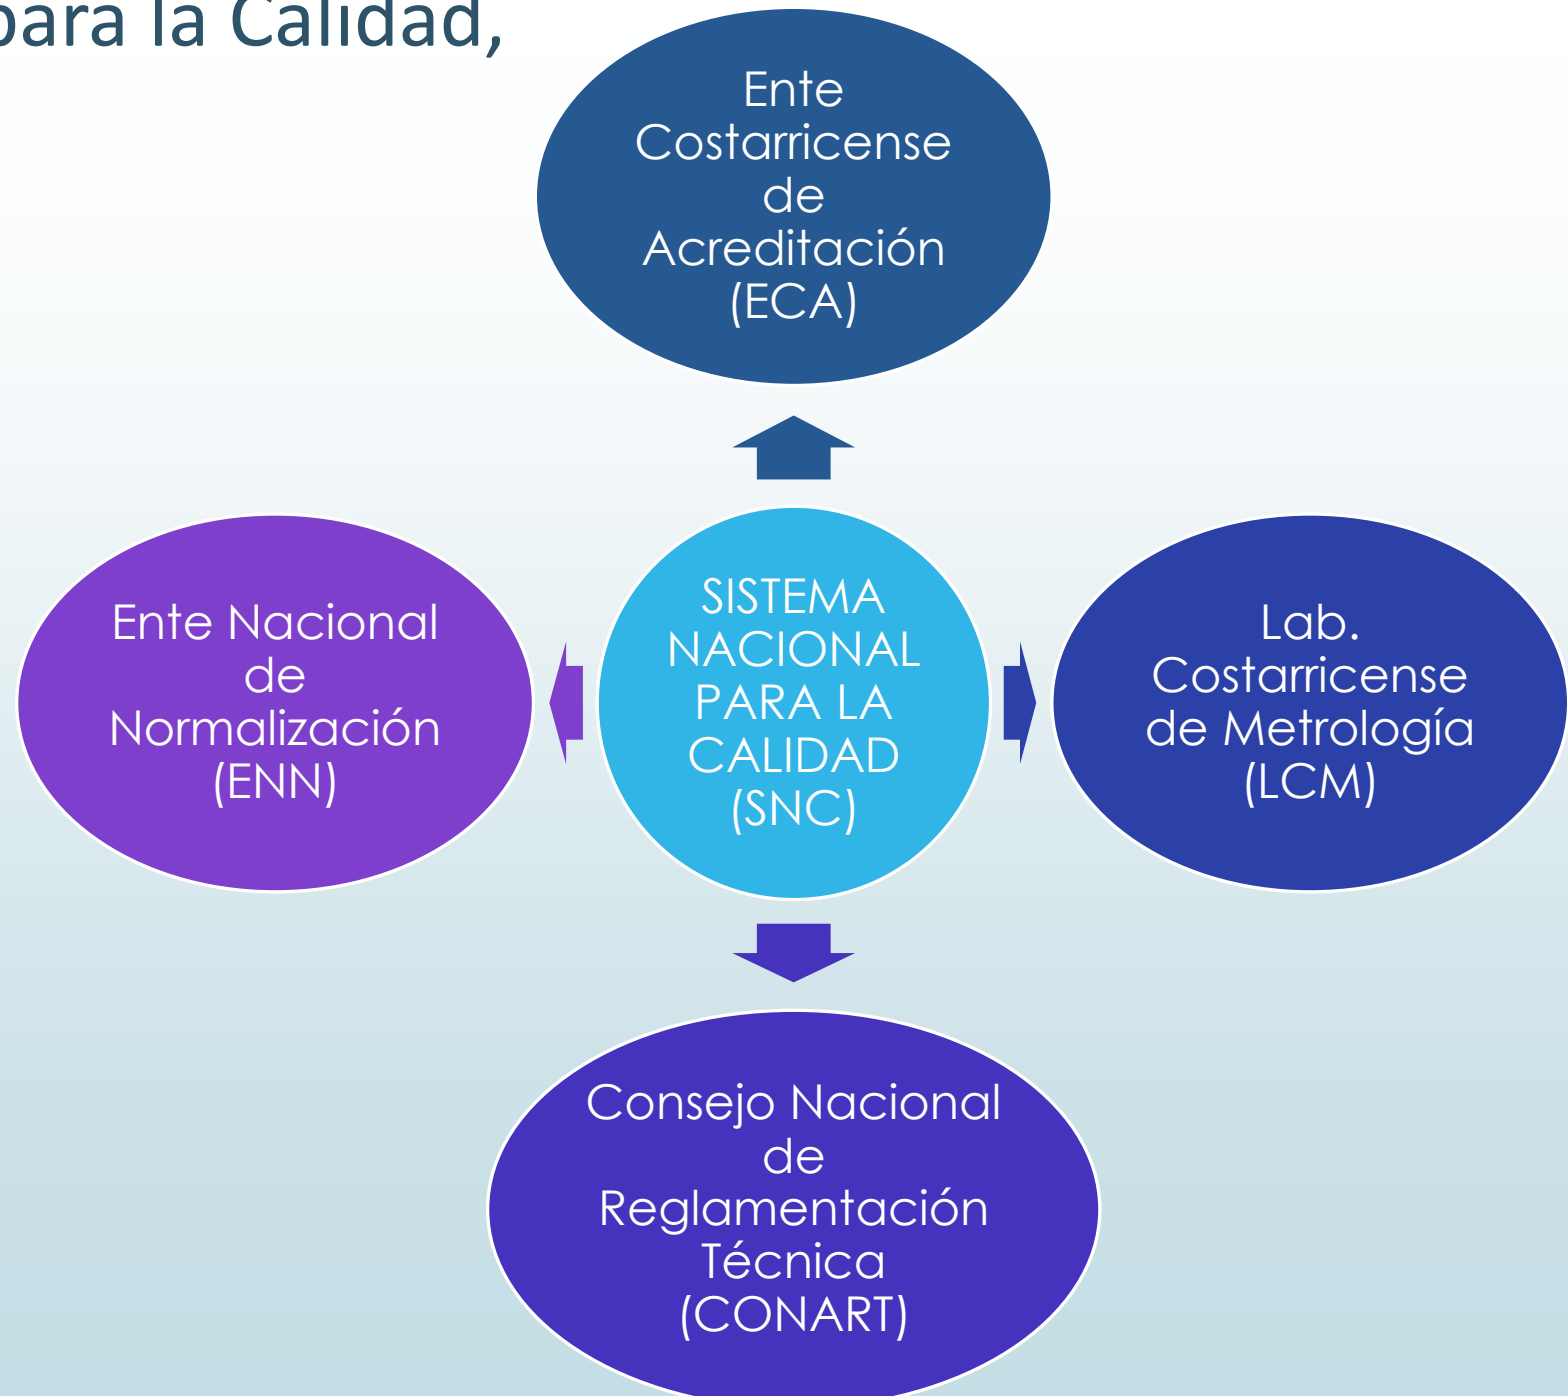 para la Calidad,
Ente
Costarricense
de
Acreditación
(ECA)
Ente Nacional
de
Normalización
(ENN)
SISTEMA
NACIONAL
PARA LA
CALIDAD
(SNC)
Lab.
Costarricense
de Metrología
(LCM)
Consejo Nacional
de
Reglamentación
Técnica
(CONART)